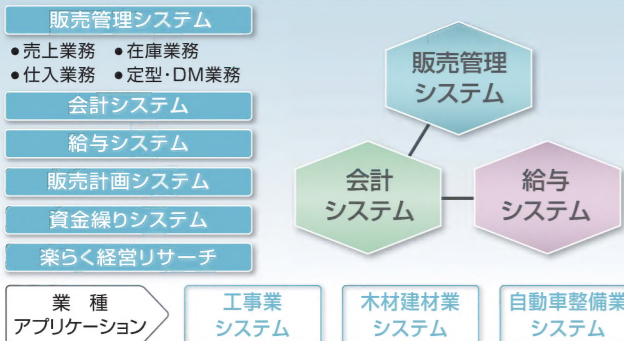 販売管理システム
●売上業務 ●在庫業務
●仕入業務 ●定型・DM業務
会計システム
給与システム
販売計画システム
資金繰りシステム
楽らく経営リサーチ
販売管理
システム
会計
システム
給与
システム
業 種
アプリケーション
工事業
システム
木材建材業
システム
自動車整備業
システム